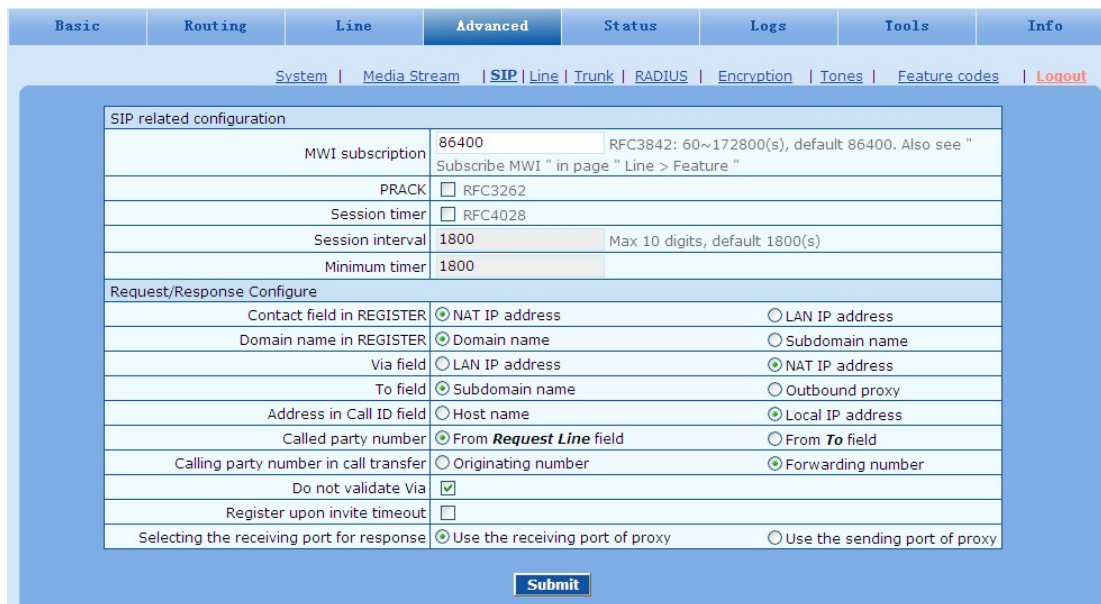 Basic Routing Line Advanced Status Logs Tools Info
System | Media Stream | SIP | Line | Trunk | RADIUS | Encryption | Tones | Feature codes | Logout
SIP related configuration
MWI subscription 86400 RFC3842: 60~172800(s), default 86400. Also see "
Subscribe MWI " in page " Line > Feature "
PRACK RFC3262
Session timer RFC4028
Session interval 1800 Max 10 digits, default 1800(s)
Minimum timer 1800
Request/Response Configure
Contact field in REGISTER NAT IP address LAN IP address
Domain name in REGISTER Domain name Subdomain name
Via field LAN IP address NAT IP address
To field Subdomain name Outbound proxy
Address in Call ID field Host name Local IP address
Called party number From Request Line field From To field
Calling party number in call transfer Originating number Forwarding number
Do not validate Via
Register upon invite timeout
Selecting the receiving port for response Use the receiving port of proxy Use the sending port of proxy
Submit